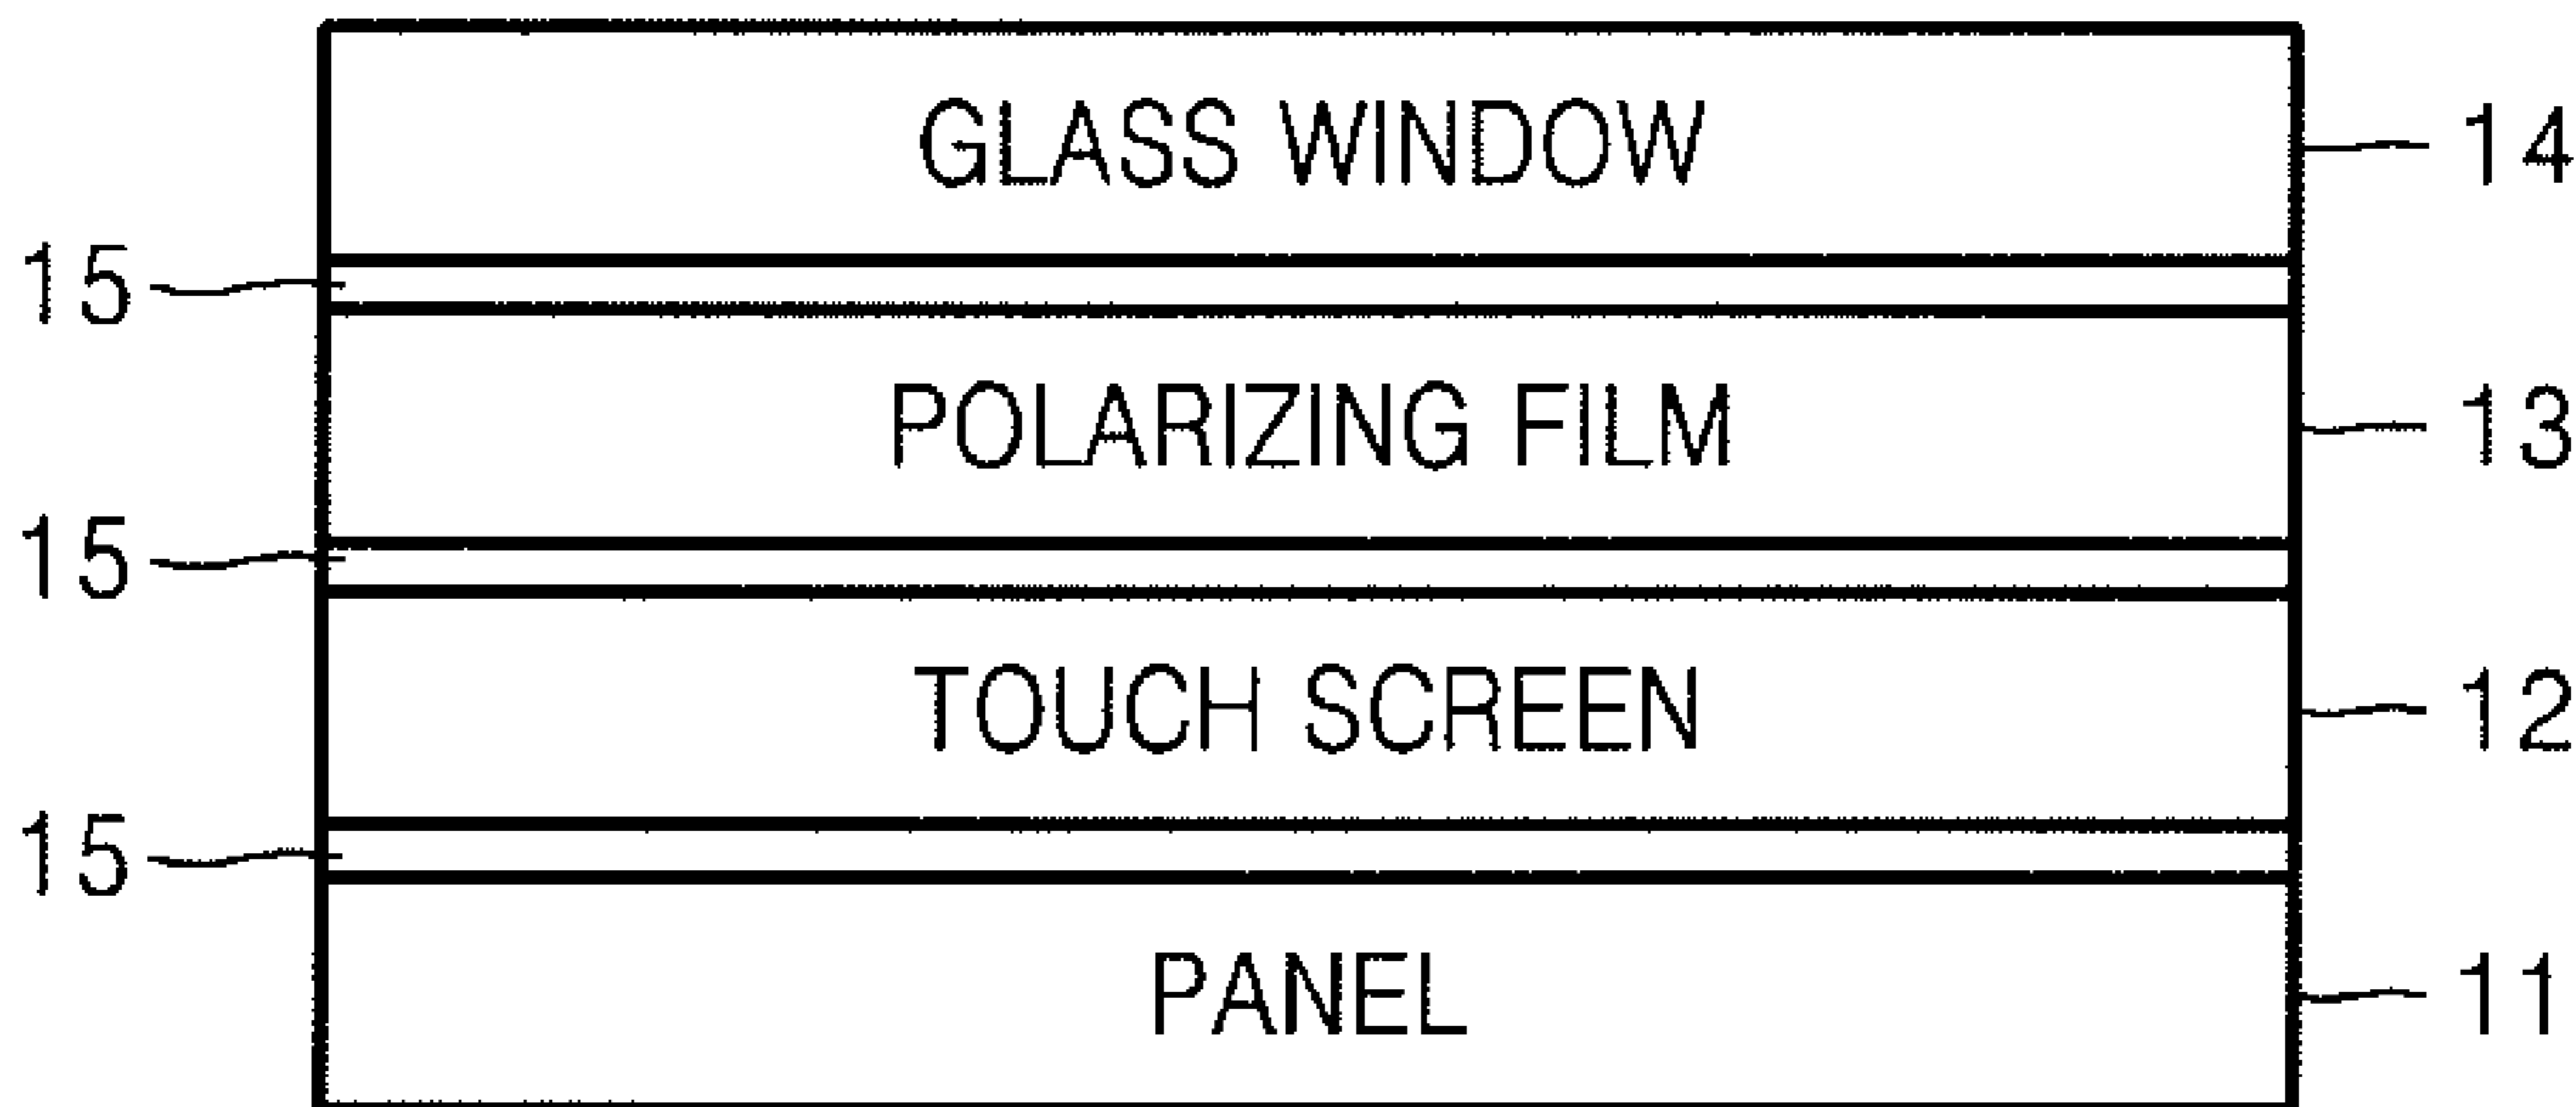 GLASS WINDOW 14
15
POLARIZING FILM 13
15
TOUCH SCREEN 12
15
PANEL 11